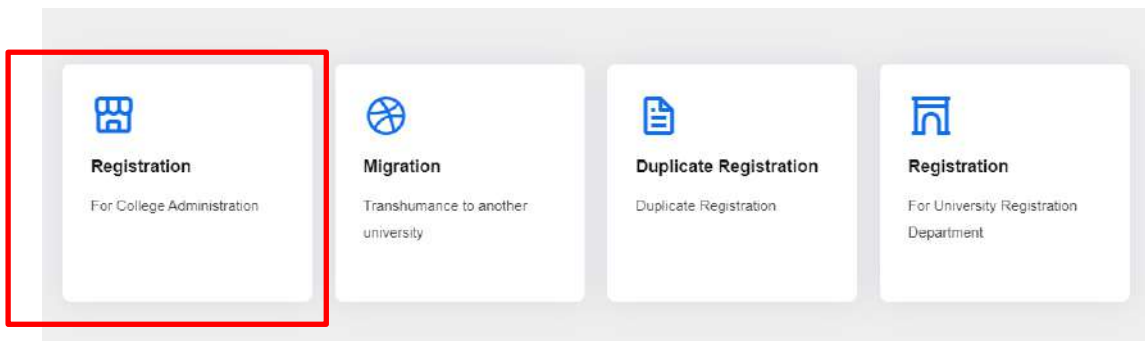 Registration
For College Administration
Migration
Transhumance to another
university
Duplicate Registration
Duplicate Registration
Registration
For University Registration
Department